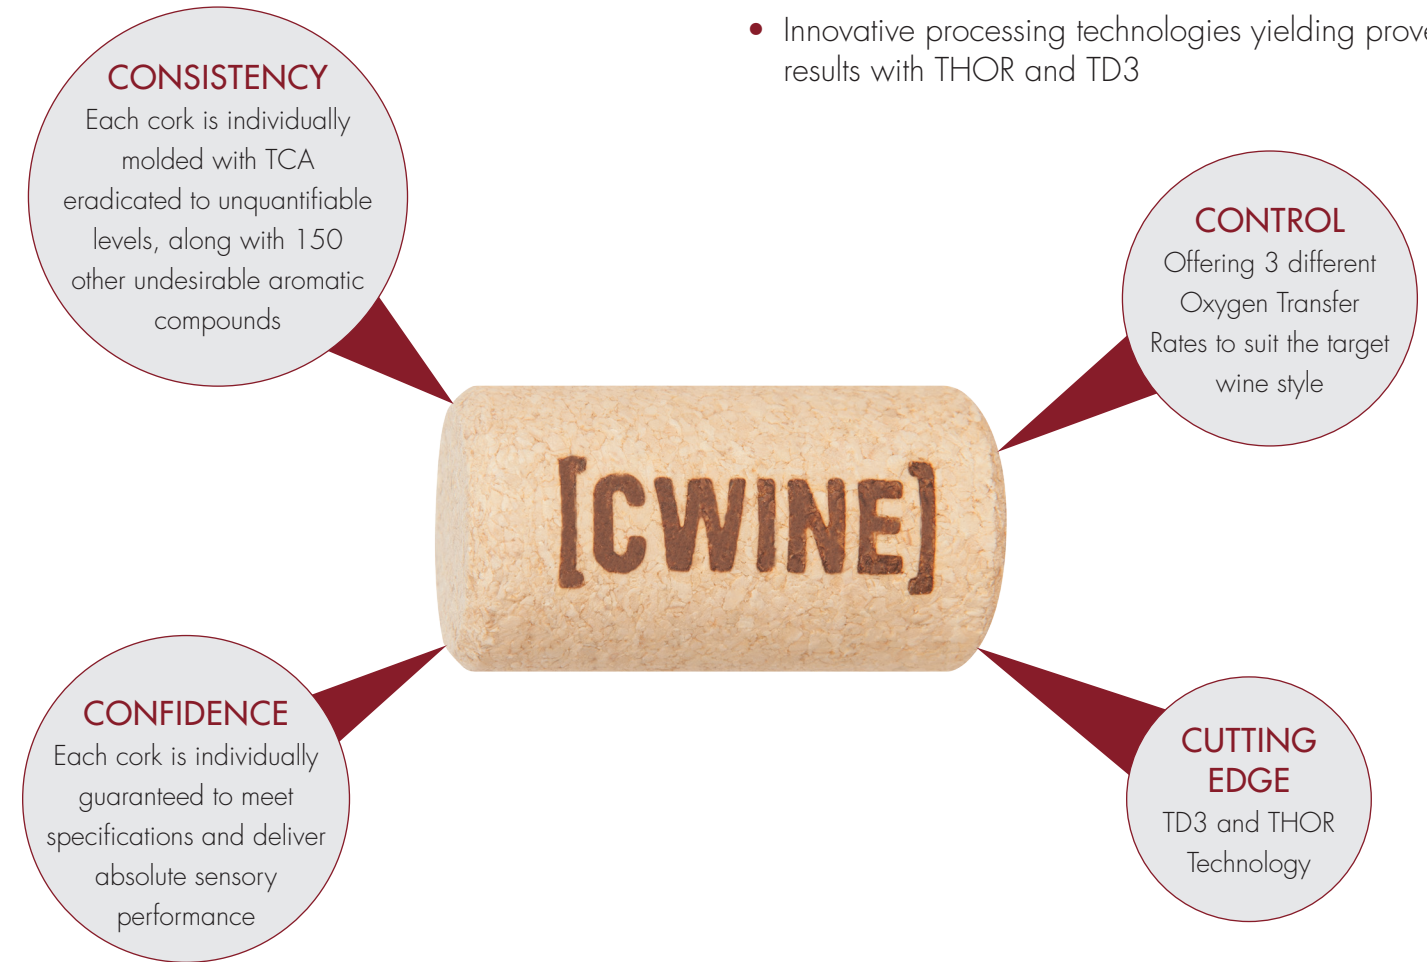 • Innovative processing technologies yielding prove
results with THOR and TD3
CONSISTENCY
Each cork is individually
molded with TCA
eradicated to unquantifiable
levels, along with 150
other undesirable aromatic
compounds
CONTROL
Offering 3 different
Oxygen Transfer
Rates to suit the target
wine style
[CWINE]
CONFIDENCE
Each cork is individually
guaranteed to meet
specifications and deliver
absolute sensory
performance
CUTTING
EDGE
TD3 and THOR
Technology